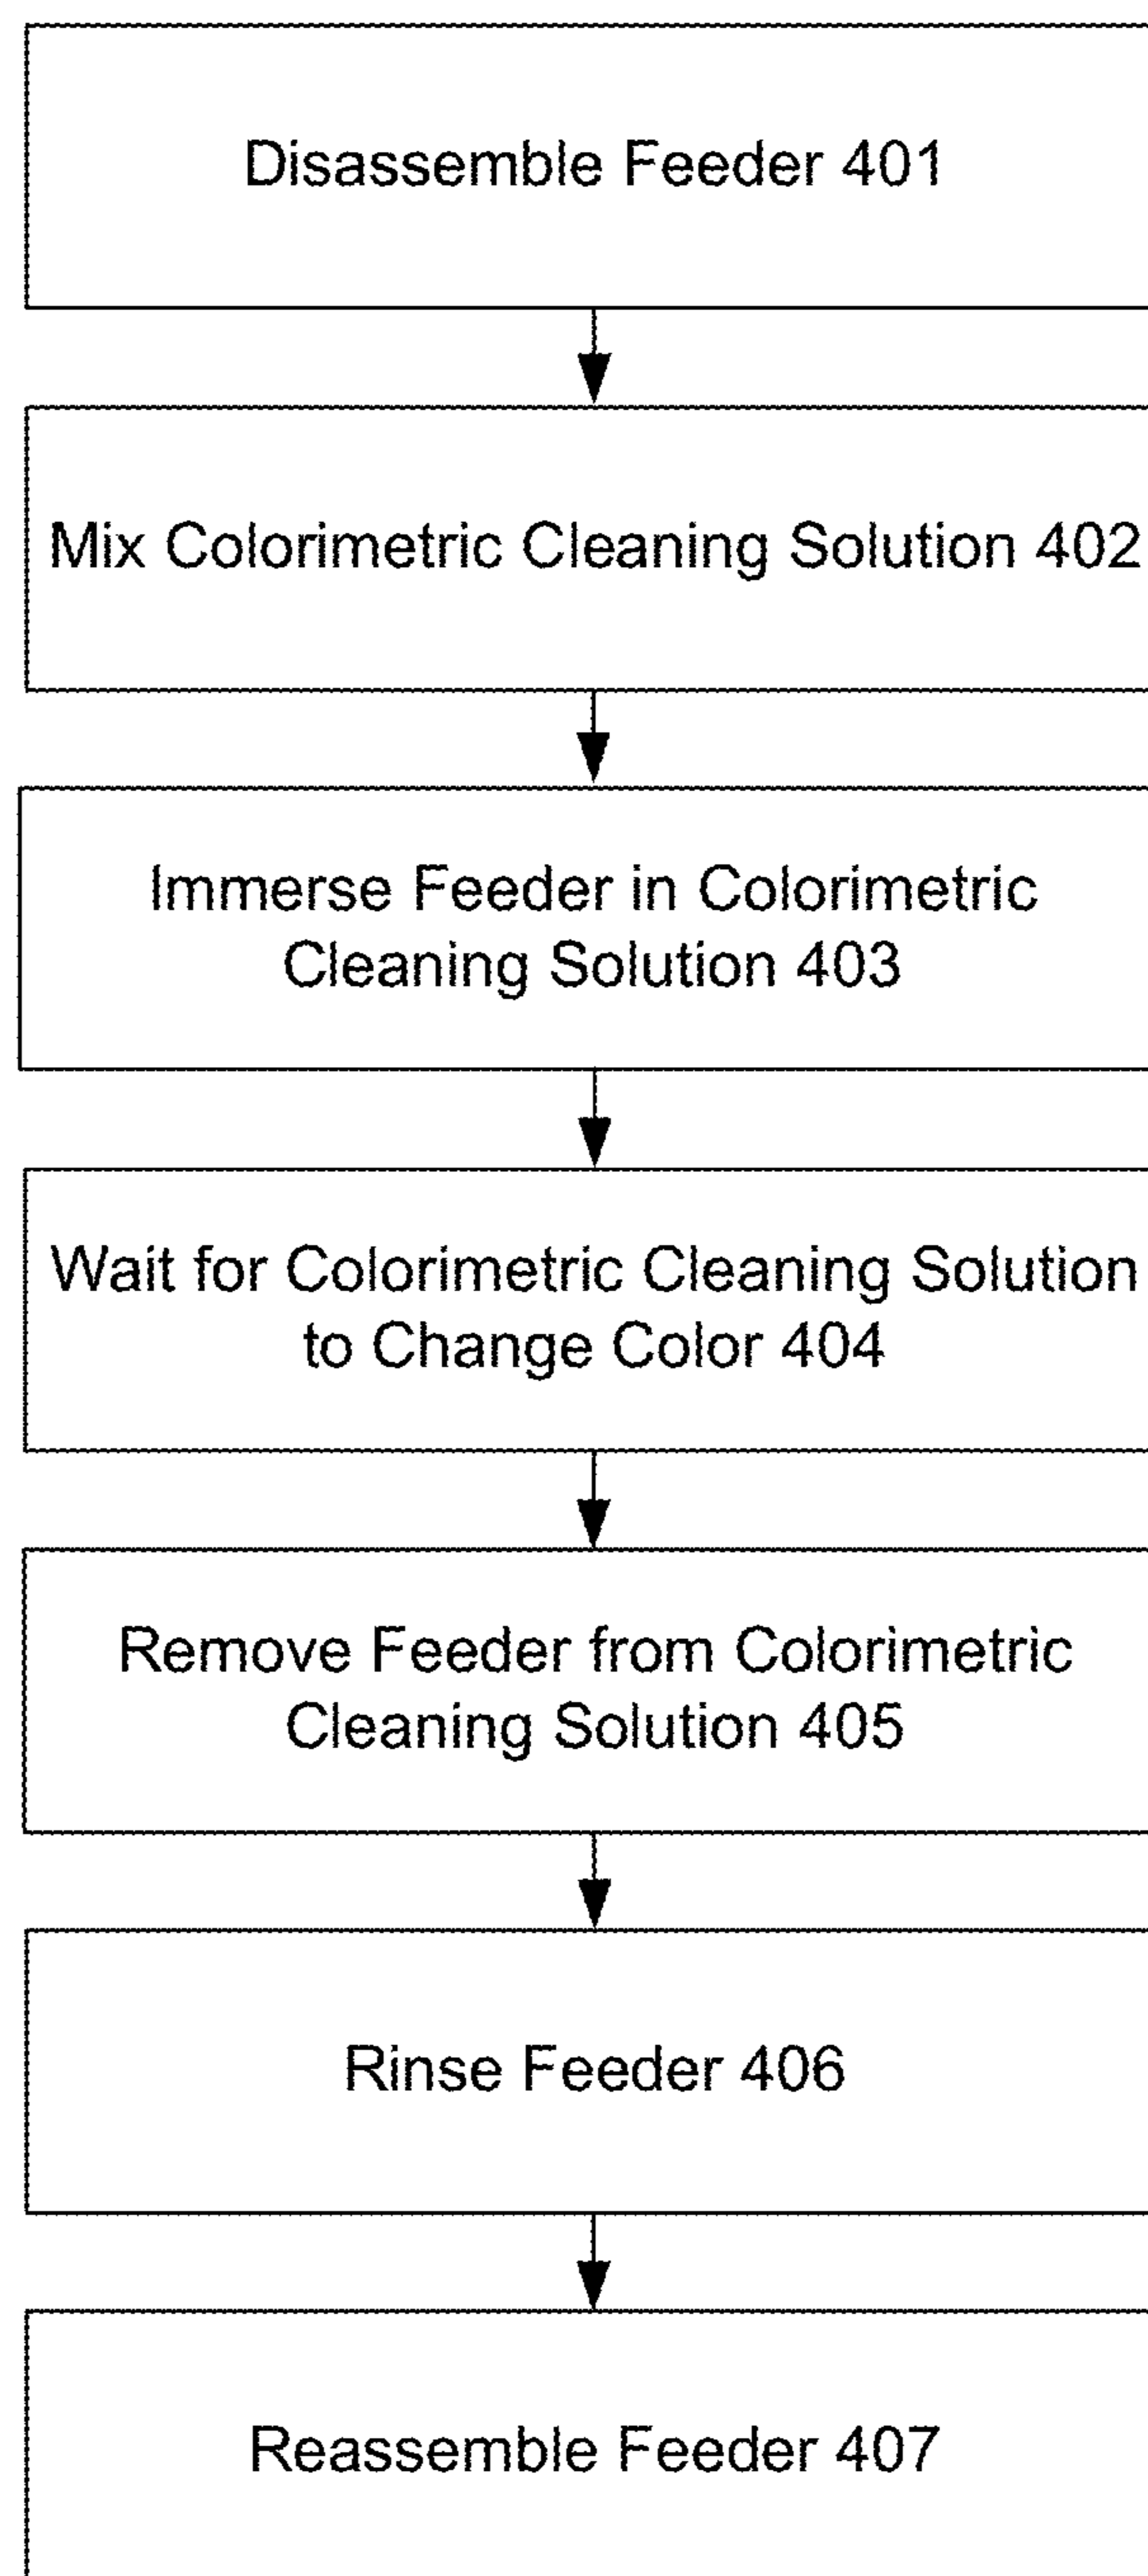 Disassemble Feeder 401
Mix Colorimetric Cleaning Solution 402
Immerse Feeder in Colorimetric
Cleaning Solution 403
Wait for Colorimetric Cleaning Solution
to Change Color 404
Remove Feeder from Colorimetric
Cleaning Solution 405
Rinse Feeder 406
Reassemble Feeder 407